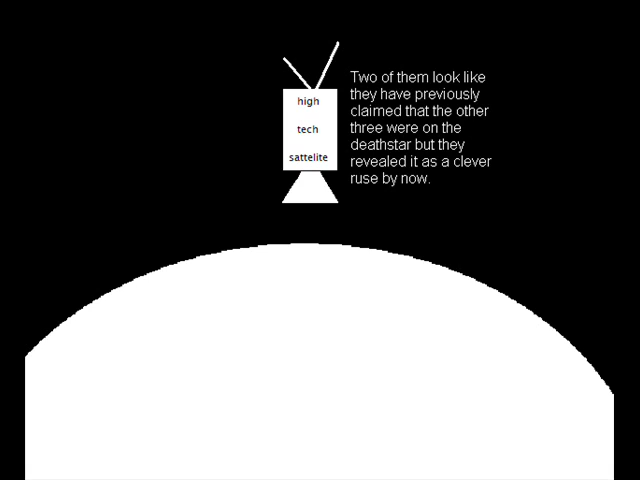 high
tech
sattelite
Two of them look like
they have previously
claimed that the other
three were on the
deathstar but they
revealed it as a clever
ruse by now.